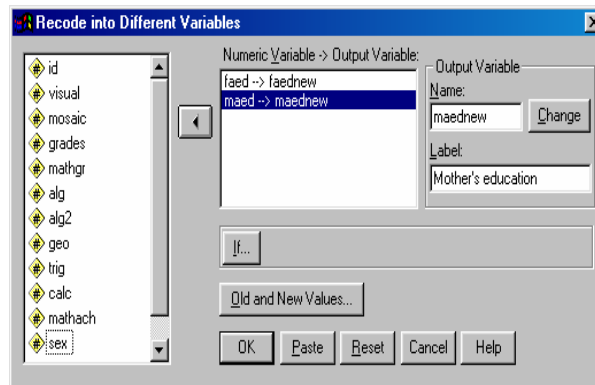 Recode into Different Variables
id
visual
mosaic
grades
mathgr
alg
alg2
geo
trig
calc
mathach
sex
Numeric Variable -> Output Variable:
faed --> faednew
maed --> maednew
Output Variable
Name:
maednew
Change
Label:
Mother's education
If...
Old and New Values...
OK
Paste
Reset
Cancel
Help